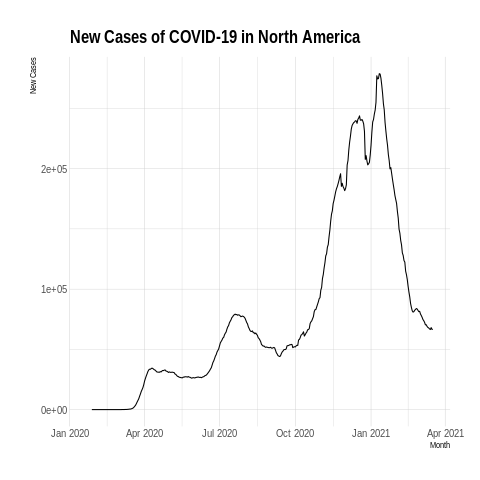 New Cases of COVID-19 in North America
New Cases
2e+05
1e+05
0e+00
Jan 2020 Apr 2020 Jul 2020 Oct 2020 Jan 2021 Apr 2021
Month